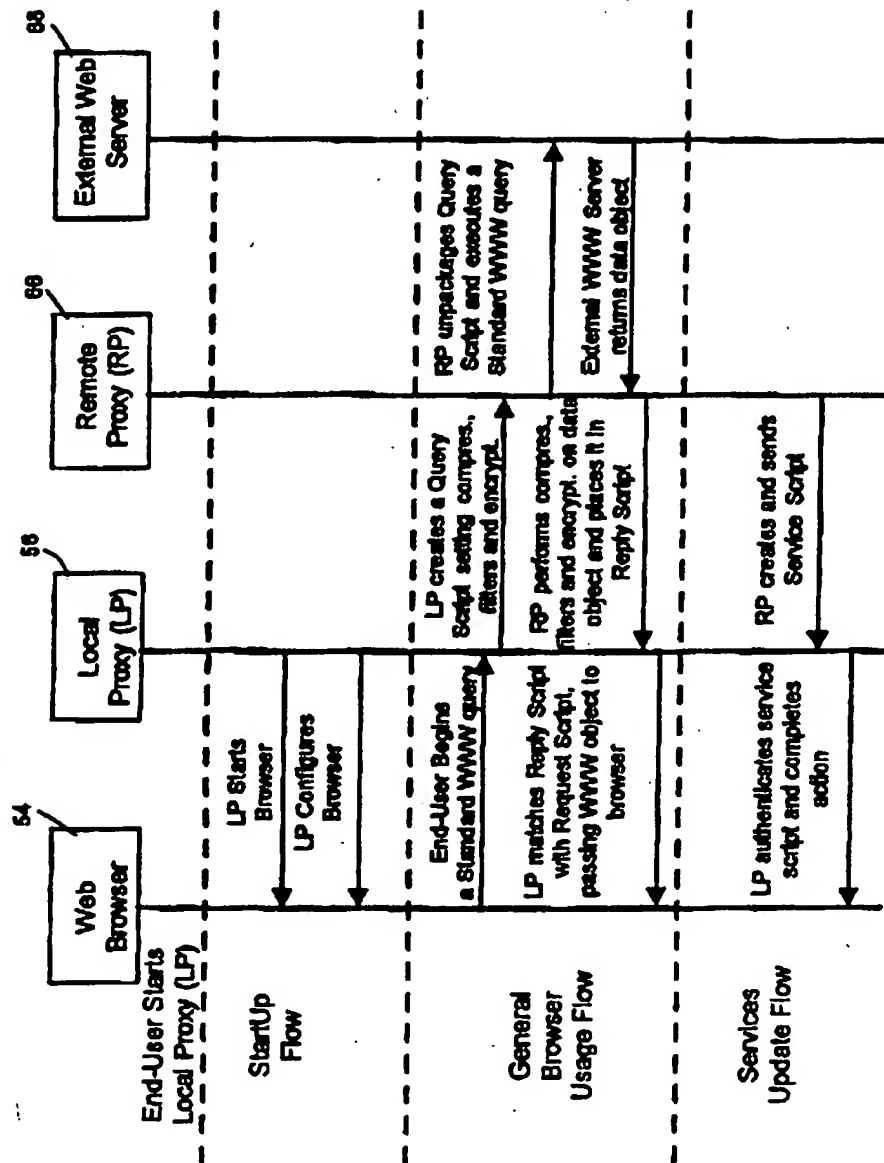 54
Web
Browser
56
Local
Proxy (LP)
66
Remote
Proxy (RP)
68
External Web
Server
End-User Starts
Local Proxy (LP)
StartUp
Flow
LP Starts
Browser
LP Configures
Browser
General
Browser
Usage Flow
End-User Begins
a Standard WWW query
LP creates a Query
Script setting compres.,
filters and encrypt.
RP unpackages Query
Script and executes a
Standard WWW query
External WWW Server
returns data object
RP performs compres.,
filters and encrypt. on data
object and places it in
Reply Script
LP matches Reply Script
with Request Script,
passing WWW object to
browser
Services
Update Flow
RP creates and sends
Service Script
LP authenticates service
script and completes
action